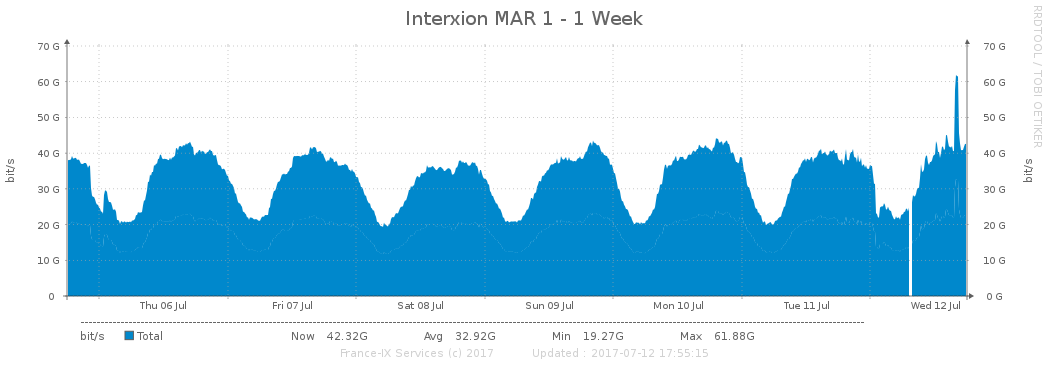 Interxion MAR 1 - 1 Week
RRDTOOL / TOBI OETIKER
70 G 70 G
60 G 60 G
50 G 50 G
40 G 40 G
30 G 30 G
20 G 20 G
10 G 10 G
0 0 G
bit/s bit/s
Thu 06 Jul Fri 07 Jul Sat 08 Jul Sun 09 Jul Mon 10 Jul Tue 11 Jul Wed 12 Jul
bit/s Total Now 42.32G Avg 32.92G Min 19.27G Max 61.88G
France-IX Services (c) 2017 Updated : 2017-07-12 17:55:15